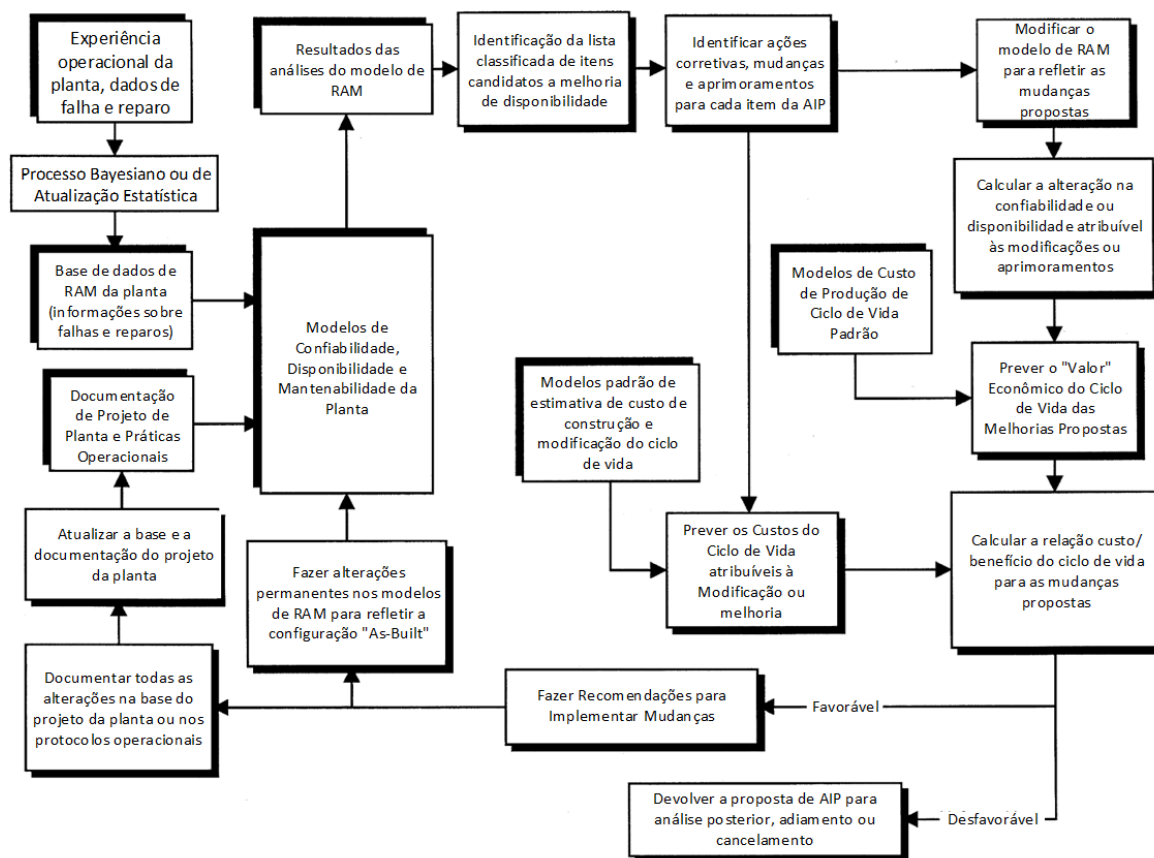 Experiência
operacional da
planta, dados de
falha e reparo
Processo Bayesiano ou de
Atualização Estatística
Base de dados de
RAM da planta
(informações sobre
falhas e reparos)
Documentação
de Projeto de
Planta e Práticas
Operacionais
Atualizar a base e a
documentação do projeto
da planta
Documentar todas as
alterações na base do
projeto da planta ou nos
protocolos operacionais
Resultados das
análises do modelo de
RAM
Modelos de
Confiabilidade,
Disponibilidade e
Mantenabilidade da
Planta
Fazer alterações
permanentes nos modelos
de RAM para refletir a
configuração "As-Built"
Identificação da lista
classificada de itens
candidatos a melhoria
de disponibilidade
Identificar ações
corretivas, mudanças
e aprimoramentos
para cada item da AIP
Modificar o
modelo de RAM
para refletir as
mudanças
propostas
Calcular a alteração na
confiabilidade ou
disponibilidade atribuível
às modificações ou
aprimoramentos
Modelos de Custo
de Produção de
Ciclo de Vida
Padrão
Prever o "Valor"
Econômico do Ciclo
de Vida das
Melhorias Propostas
Modelos padrão de
estimativa de custo de
construção e
modificação do ciclo
de vida
Prever os Custos do
Ciclo de Vida
atribuíveis à
Modificação ou
melhoria
Calcular a relação custo/
benefício do ciclo de vida
para as mudanças
propostas
Fazer Recomendações para
Implementar Mudanças
Favorável
Devolver a proposta de AIP para
análise posterior, adiamento ou
cancelamento
Desfavorável